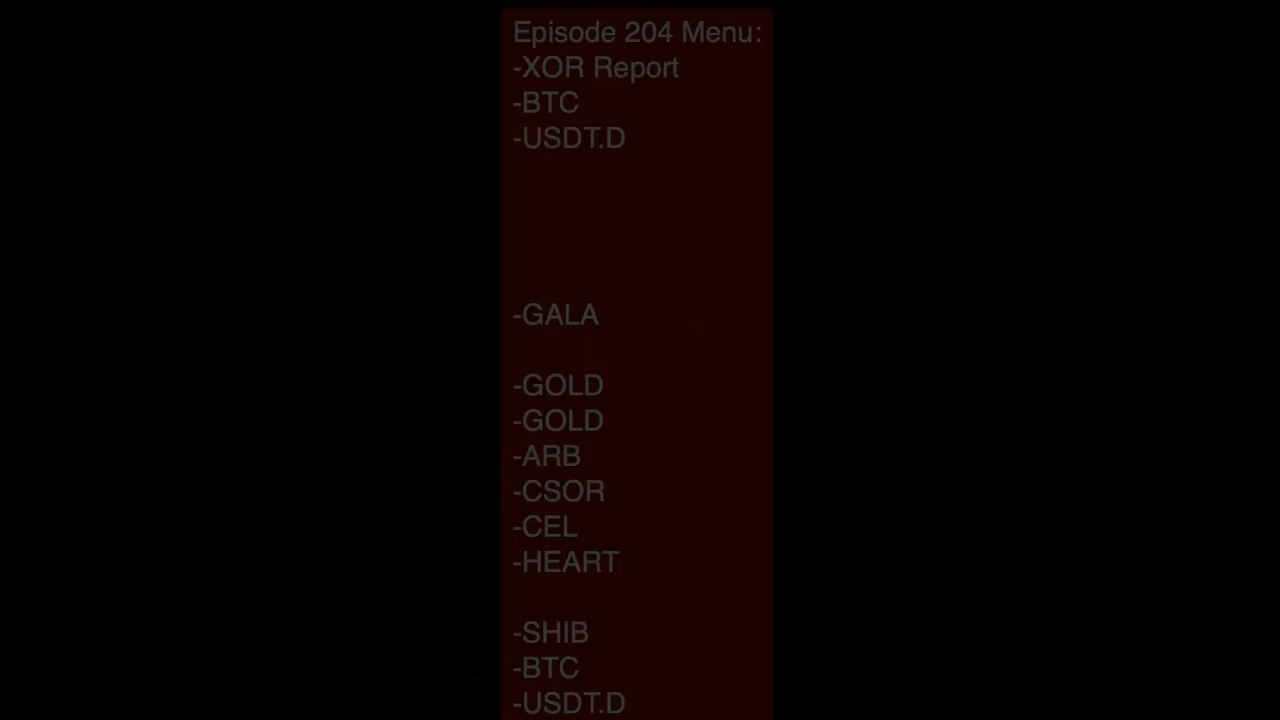 Episode 204 Menu:
-XOR Report
-BTC
-USDT.D
-GALA
-GOLD
-GOLD
-ARB
-CSOR
-CEL
-HEART
-SHIB
-BTC
-USDT.D